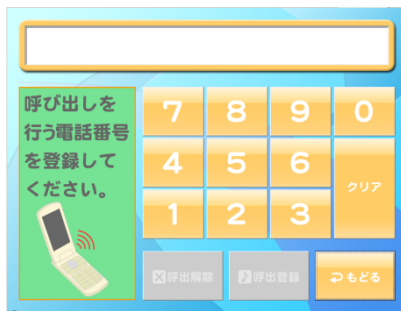 呼び出しを
行う電話番号
を登録して
ください。
7 8 9 0
4 5 6
クリア
1 2 3
呼出解除 呼出登録 もどる